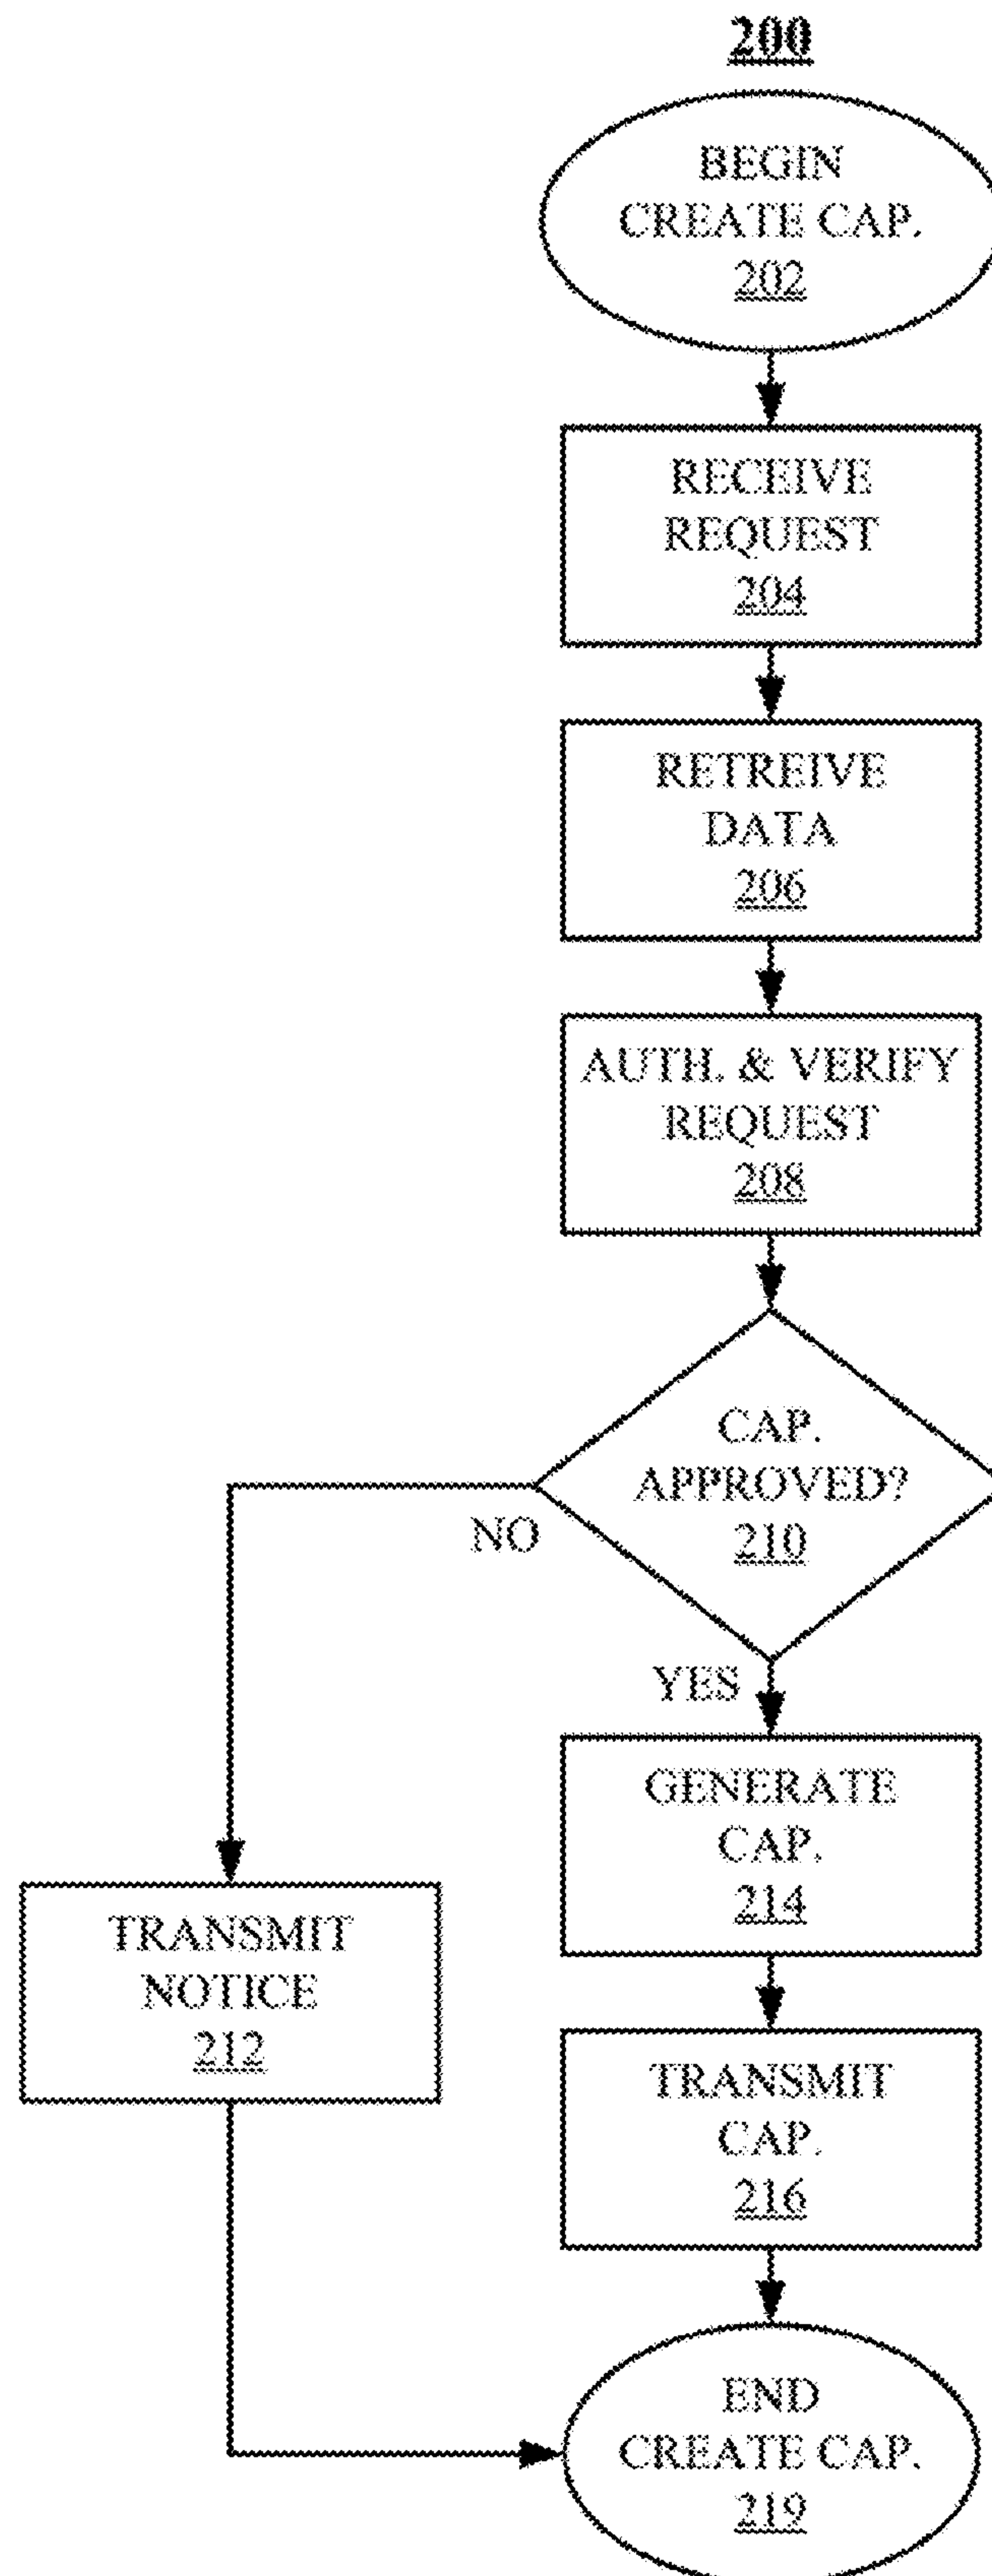 200
BEGIN
CREATE CAP.
202
RECEIVE
REQUEST
204
RETREIVE
DATA
206
AUTH. & VERIFY
REQUEST
208
CAP.
APPROVED?
210
NO
YES
GENERATE
CAP.
214
TRANSMIT
NOTICE
212
TRANSMIT
CAP.
216
END
CREATE CAP.
219